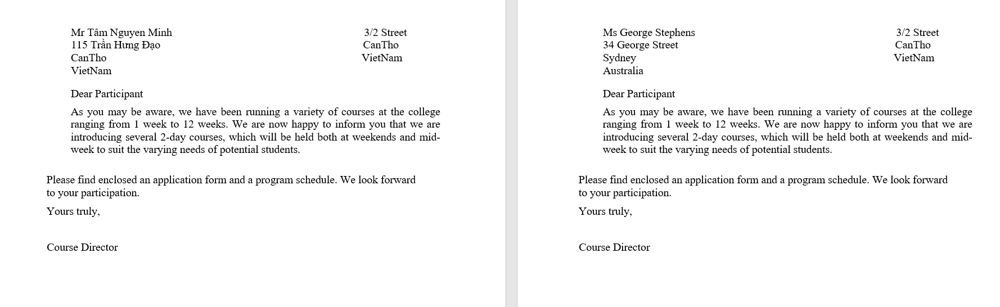 Mr Tâm Nguyen Minh 3/2 Street
115 Trần Hưng Đạo CanTho
CanTho VietNam
VietNam
Dear Participant
As you may be aware, we have been running a variety of courses at the college
ranging from 1 week to 12 weeks. We are now happy to inform you that we are
introducing several 2-day courses, which will be held both at weekends and mid-
week to suit the varying needs of potential students.
Please find enclosed an application form and a program schedule. We look forward
to your participation.
Yours truly,
Course Director
Ms George Stephens 3/2 Street
34 George Street CanTho
Sydney VietNam
Australia
Dear Participant
As you may be aware, we have been running a variety of courses at the college
ranging from 1 week to 12 weeks. We are now happy to inform you that we are
introducing several 2-day courses, which will be held both at weekends and mid-
week to suit the varying needs of potential students.
Please find enclosed an application form and a program schedule. We look forward
to your participation.
Yours truly,
Course Director